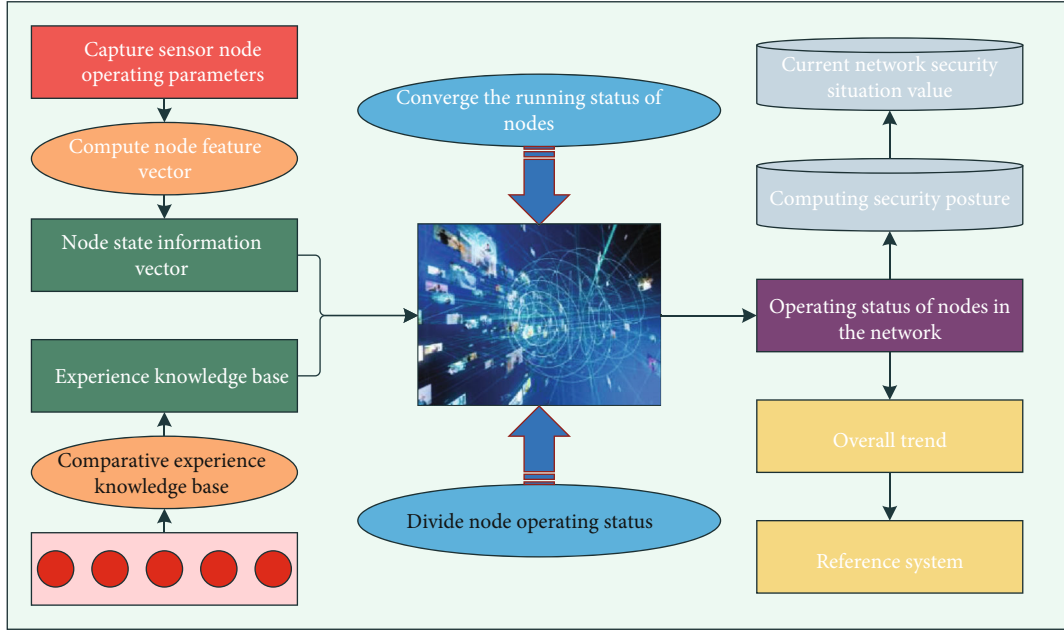 Capture sensor node
operating parameters
Compute node feature
vector
Node state information
vector
Experience knowledge base
Comparative experience
knowledge base
Converge the running status of
nodes
Divide node operating status
Current network security
situation value
Computing security posture
Operating status of nodes in
the network
Overall trend
Reference system